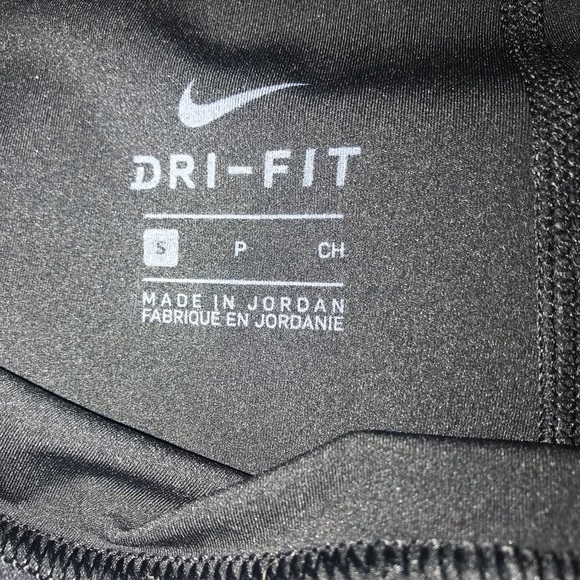 DRI-FIT
S P CH
MADE IN JORDAN
FABRIQUÉ EN JORDANIE